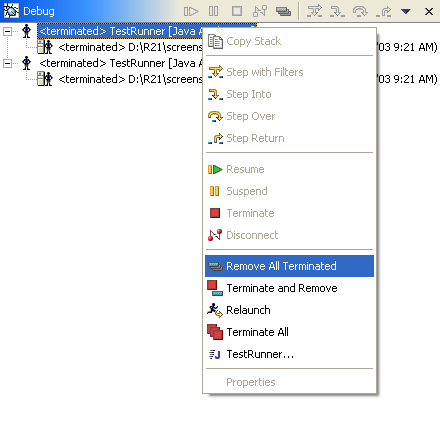 Debug
<terminated> TestRunner [Java A
<terminated> D:\R21\screens
/03 9:21 AM)
<terminated> TestRunner [Java A
<terminated> D:\R21\screens
/03 9:21 AM)
Copy Stack
Step with Filters
Step Into
Step Over
Step Return
Resume
Suspend
Terminate
Disconnect
Remove All Terminated
Terminate and Remove
Relaunch
Terminate All
TestRunner...
Properties